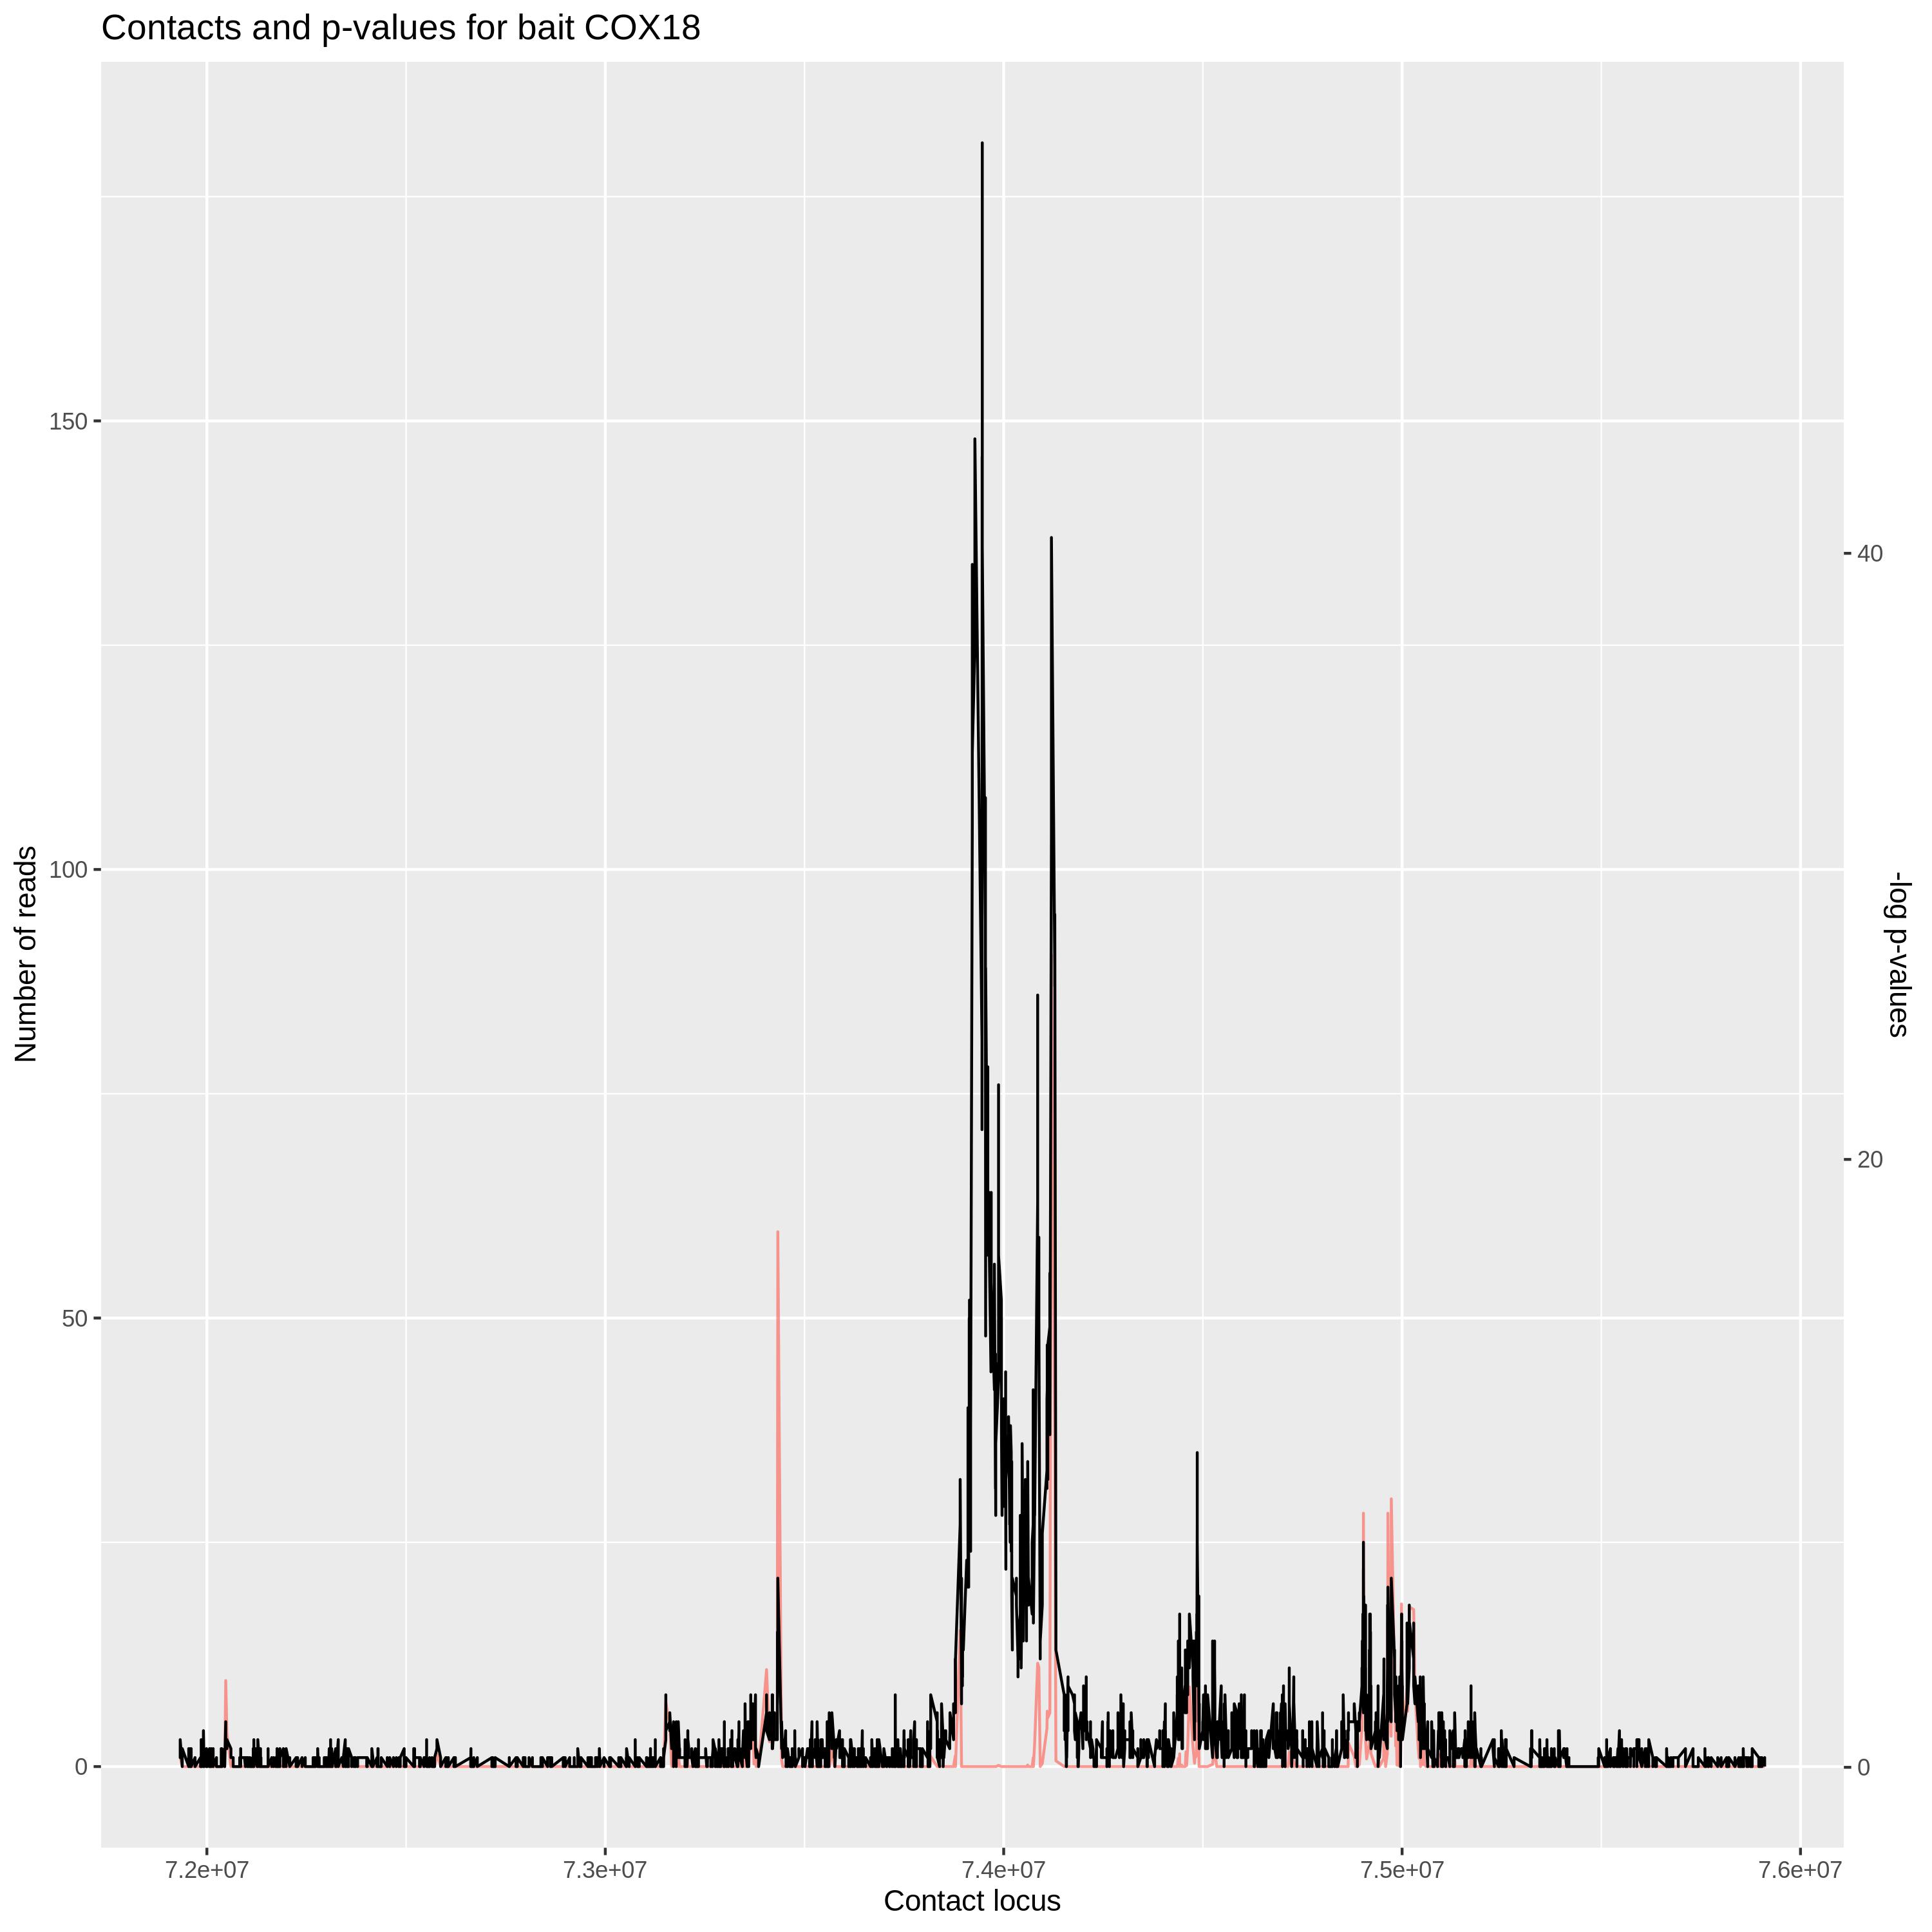 Contacts and p-values for bait COX18
150
100
50
0
Number of reads
40
20
0
-log p-values
7.2e+07
7.3e+07
7.4e+07
7.5e+07
7.6e+07
Contact locus